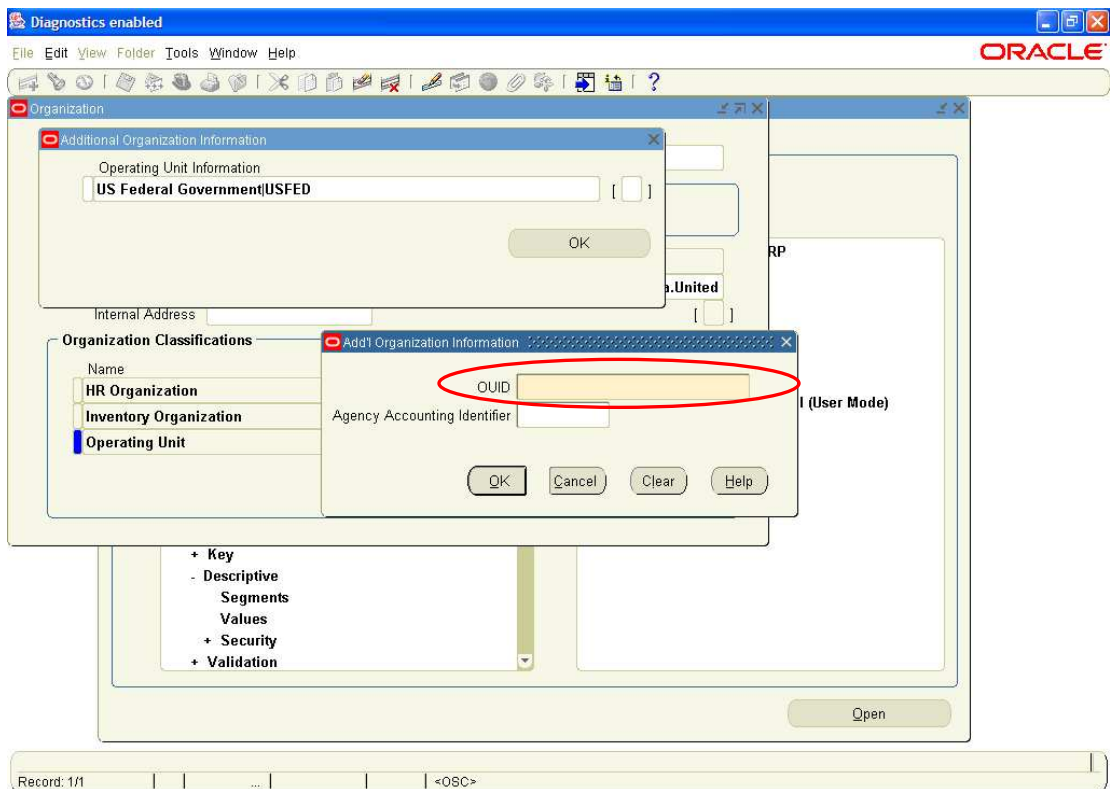 Diagnostics enabled
File Edit View Folder Tools Window Help
ORACLE
Organization
Additional Organization Information
Operating Unit Information
US Federal Government|USFED
[ ]
OK
RP
a.United
Internal Address
[ ]
Organization Classifications
Name
HR Organization
Inventory Organization
Operating Unit
Add'l Organization Information
OUID
Agency Accounting Identifier
OK Cancel Clear Help
I (User Mode)
+ Key
- Descriptive
Segments
Values
+ Security
+ Validation
Open
Record: 1/1 ... <OSC>